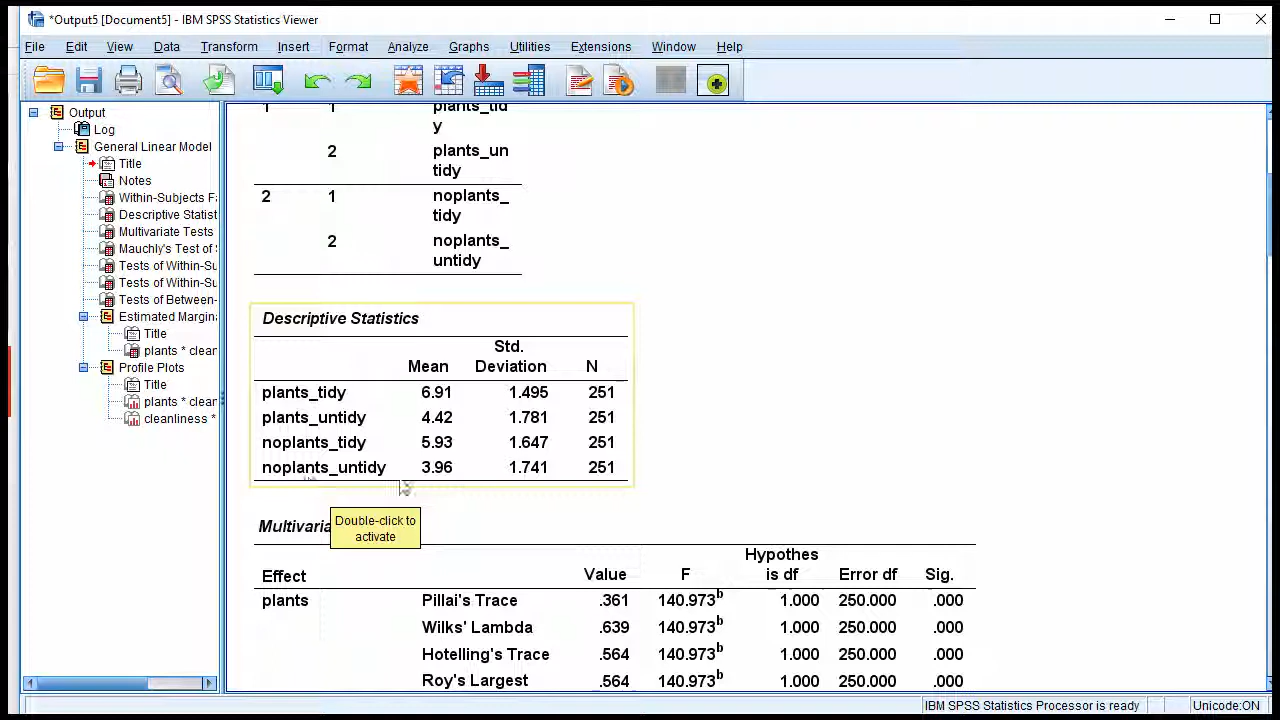 *Output5 [Document5] - IBM SPSS Statistics Viewer
File Edit View Data Transform Insert Format Analyze Graphs Utilities Extensions Window Help
Output
Log
General Linear Model
Title
Notes
Within-Subjects Fa
Descriptive Statist
Multivariate Tests
Mauchly's Test of S
Tests of Within-Su
Tests of Within-Su
Tests of Between-
Estimated Margina
Title
plants * clean
Profile Plots
Title
plants * clean
cleanliness *
1 1 plants_tid
y
2 plants_un
tidy
2 1 noplants_
tidy
2 noplants_
untidy
Descriptive Statistics
Std.
Mean Deviation N
plants_tidy 6.91 1.495 251
plants_untidy 4.42 1.781 251
noplants_tidy 5.93 1.647 251
noplants_untidy 3.96 1.741 251
Double-click to
activate
Multivaria
Hypothes
Effect Value F is df Error df Sig.
plants Pillai's Trace .361 140.973b 1.000 250.000 .000
Wilks' Lambda .639 140.973b 1.000 250.000 .000
Hotelling's Trace .564 140.973b 1.000 250.000 .000
Roy's Largest .564 140.973b 1.000 250.000 .000
IBM SPSS Statistics Processor is ready Unicode:ON